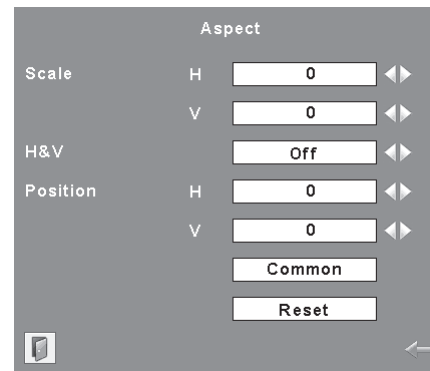 Aspect
Scale H 0
V 0
H&V Off
Position H 0
V 0
Common
Reset